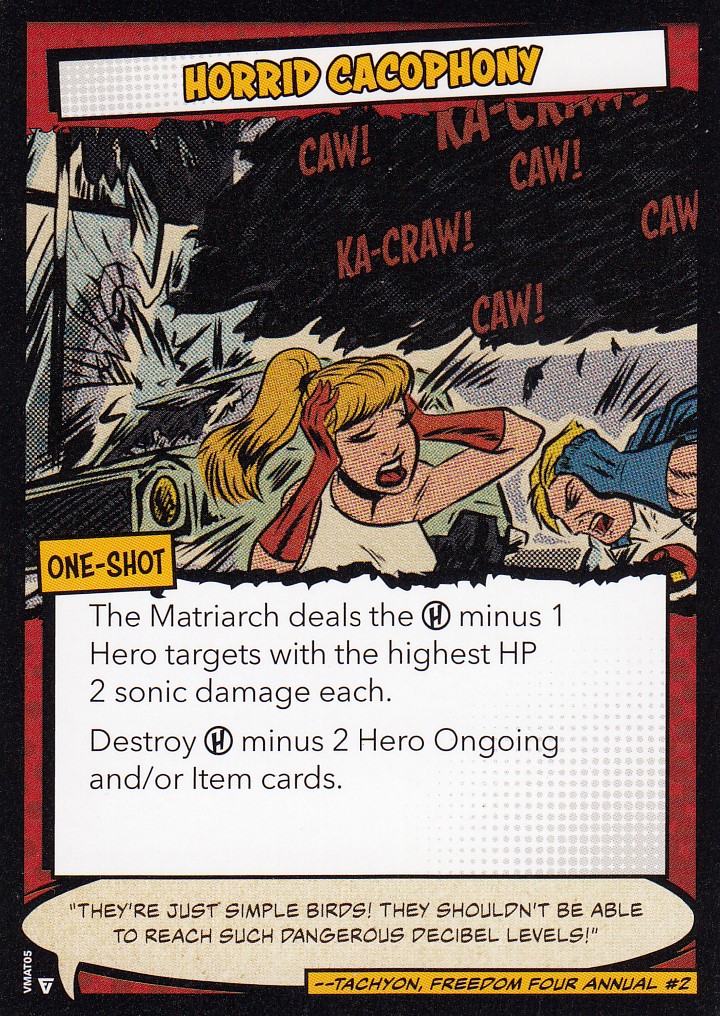 HORRID CACOPHONY
KA-CRAW!
CAW!
CAW!
CAW
KA-CRAW!
CAW!
ONE-SHOT
The Matriarch deals the Ⓗ minus 1
Hero targets with the highest HP
2 sonic damage each.
Destroy Ⓗ minus 2 Hero Ongoing
and/or Item cards.
"THEY'RE JUST SIMPLE BIRDS! THEY SHOULDN'T BE ABLE
TO REACH SUCH DANGEROUS DECIBEL LEVELS!"
--TACHYON, FREEDOM FOUR ANNUAL #2
VMAT05